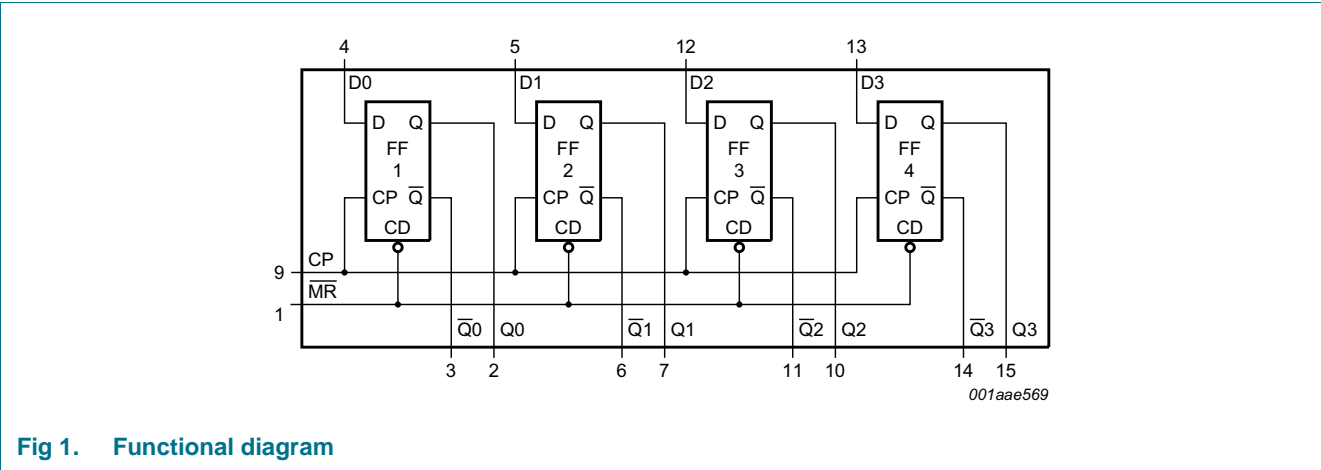 4 5 12 13
D0 D1 D2 D3
D Q D Q D Q D Q
FF FF FF FF
1 2 3 4
CP Q̅ CP Q̅ CP Q̅ CP Q̅
CD CD CD CD
9 CP
1 M̅R̅
Q̅0 Q0 Q̅1 Q1 Q̅2 Q2 Q̅3 Q3
3 2 6 7 11 10 14 15
001aae569
Fig 1. Functional diagram